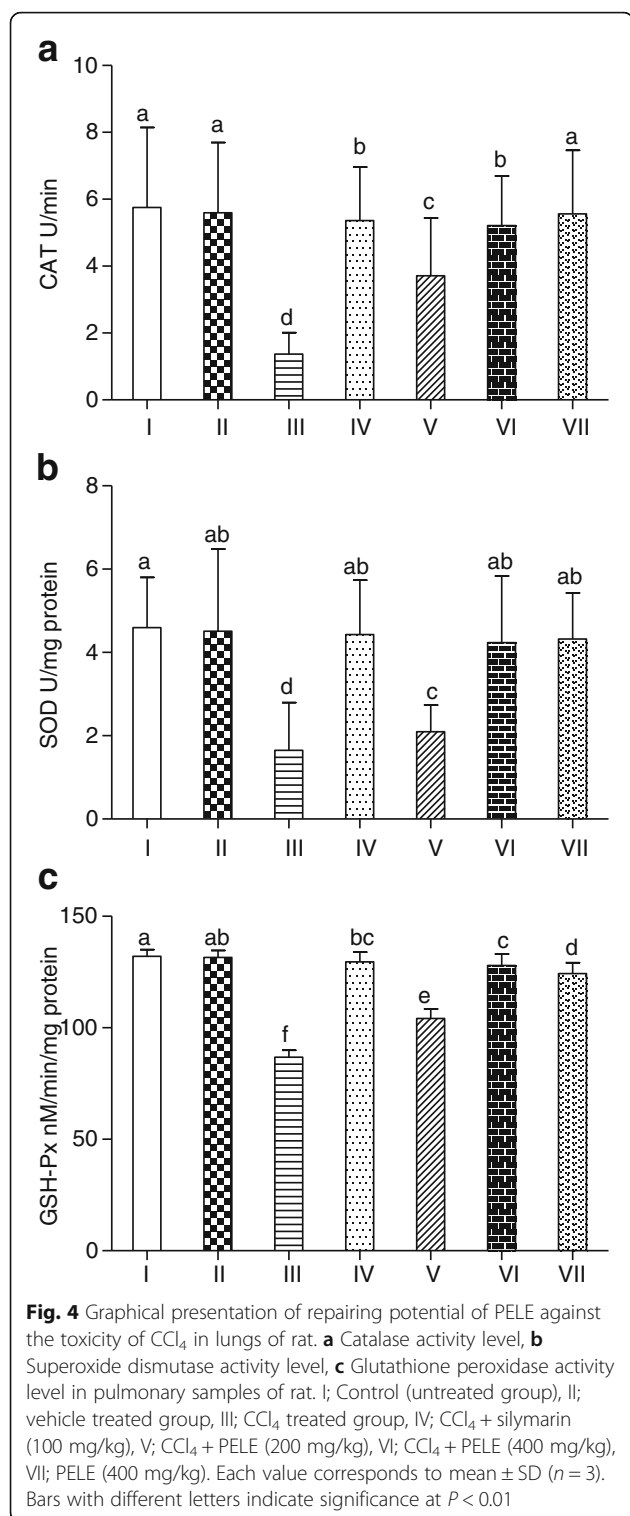 a
10
8
6
4
2
0
CAT U/min
a
a
d
b
c
b
a
I II III IV V VI VII
b
8
6
4
2
0
SOD U/mg protein
a
ab
d
ab
c
ab
ab
I II III IV V VI VII
c
150
100
50
0
GSH-Px nM/min/mg protein
a
ab
f
bc
e
c
d
I II III IV V VI VII
Fig. 4 Graphical presentation of repairing potential of PELE against
the toxicity of CCl₄ in lungs of rat. a Catalase activity level, b
Superoxide dismutase activity level, c Glutathione peroxidase activity
level in pulmonary samples of rat. I; Control (untreated group), II;
vehicle treated group, III; CCl₄ treated group, IV; CCl₄ + silymarin
(100 mg/kg), V; CCl₄ + PELE (200 mg/kg), VI; CCl₄ + PELE (400 mg/kg),
VII; PELE (400 mg/kg). Each value corresponds to mean ± SD (n = 3).
Bars with different letters indicate significance at P < 0.01